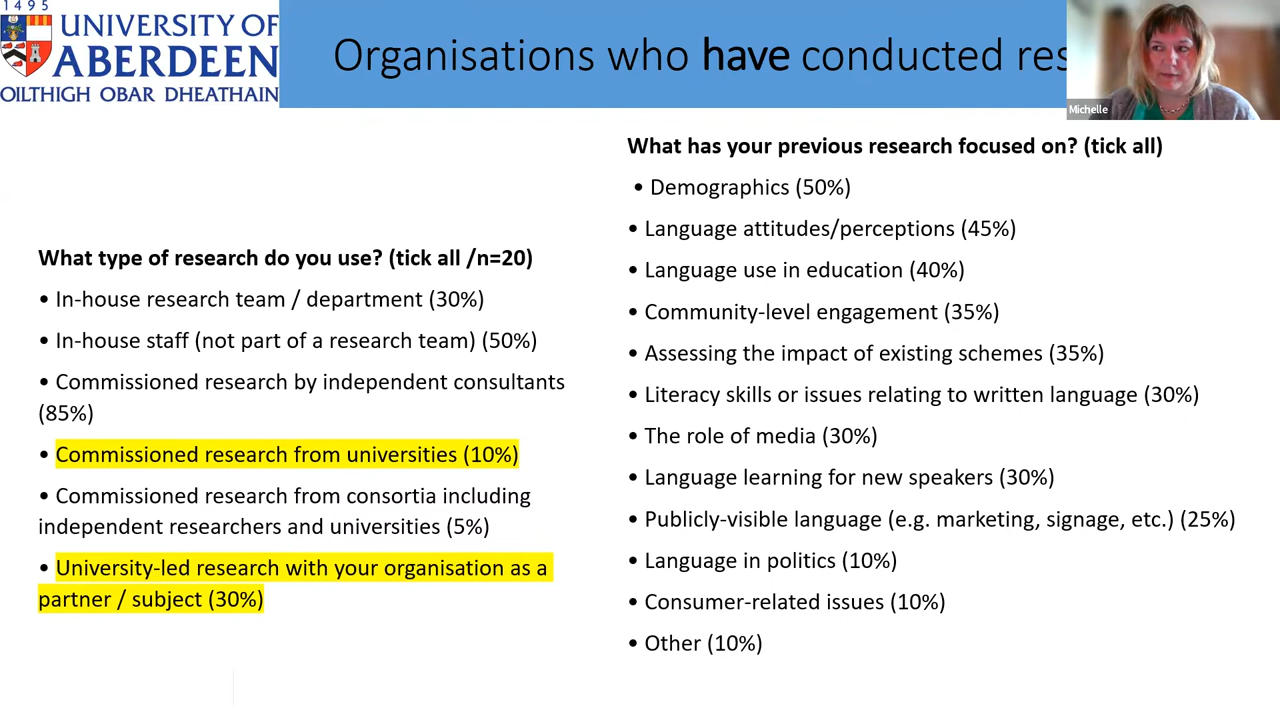 1495
UNIVERSITY OF
ABERDEEN
OILTHIGH OBAR DHEATHAIN
Organisations who have conducted res
Michelle
What type of research do you use? (tick all /n=20)
• In-house research team / department (30%)
• In-house staff (not part of a research team) (50%)
• Commissioned research by independent consultants
(85%)
• Commissioned research from universities (10%)
• Commissioned research from consortia including
independent researchers and universities (5%)
• University-led research with your organisation as a
partner / subject (30%)
What has your previous research focused on? (tick all)
• Demographics (50%)
• Language attitudes/perceptions (45%)
• Language use in education (40%)
• Community-level engagement (35%)
• Assessing the impact of existing schemes (35%)
• Literacy skills or issues relating to written language (30%)
• The role of media (30%)
• Language learning for new speakers (30%)
• Publicly-visible language (e.g. marketing, signage, etc.) (25%)
• Language in politics (10%)
• Consumer-related issues (10%)
• Other (10%)